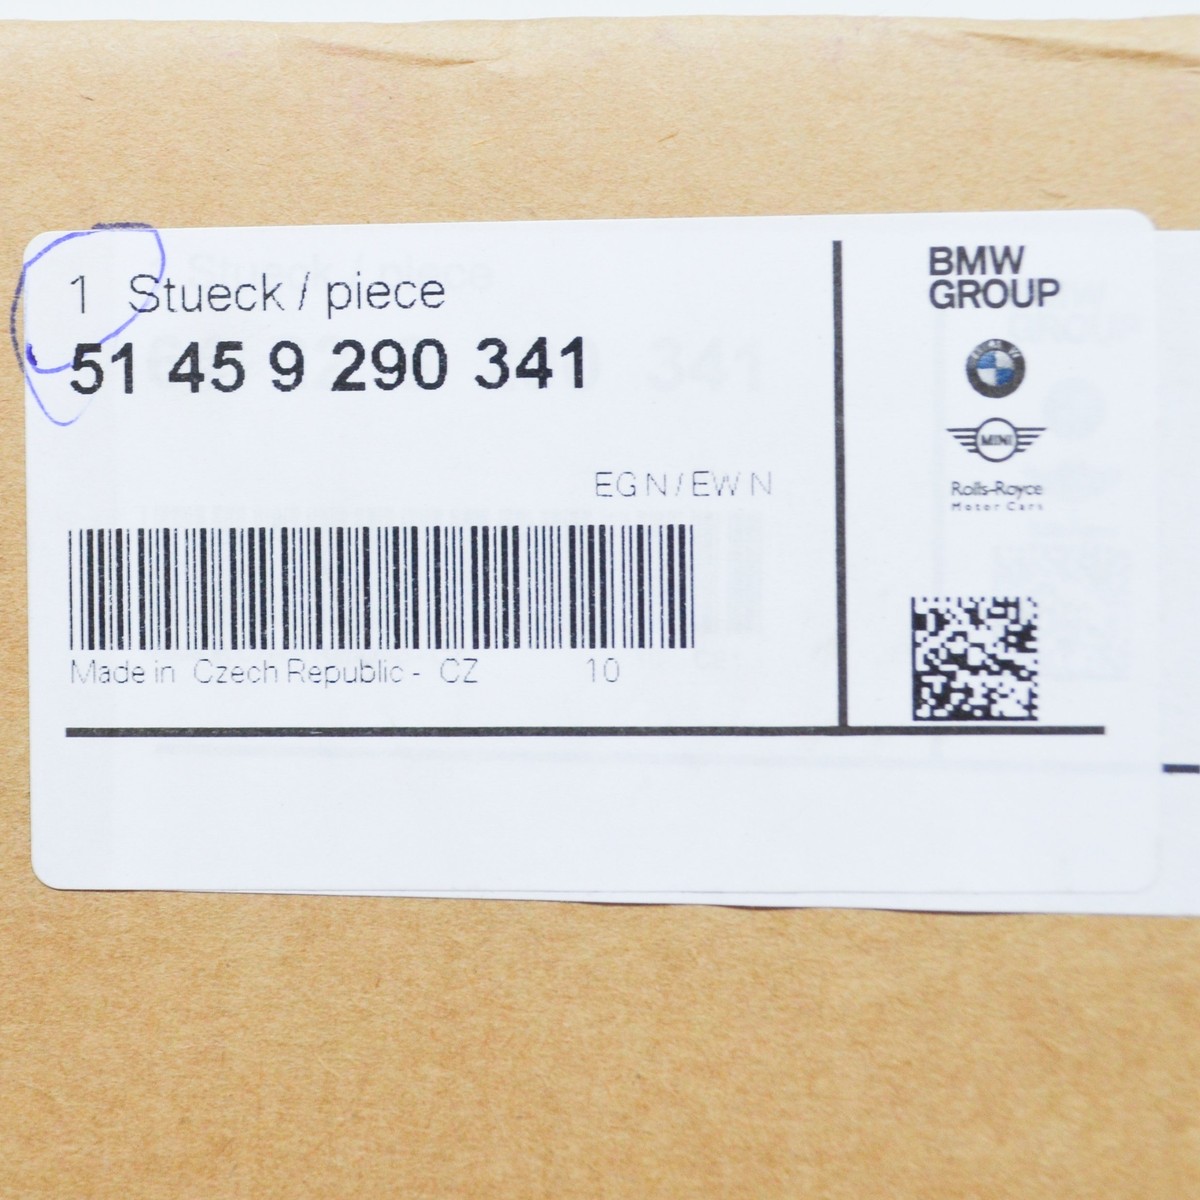 1 Stueck / piece
51 45 9 290 341
EG N / EW N
Made in Czech Republic - CZ 10
BMW
GROUP
MINI
Rolls-Royce
Motor Cars